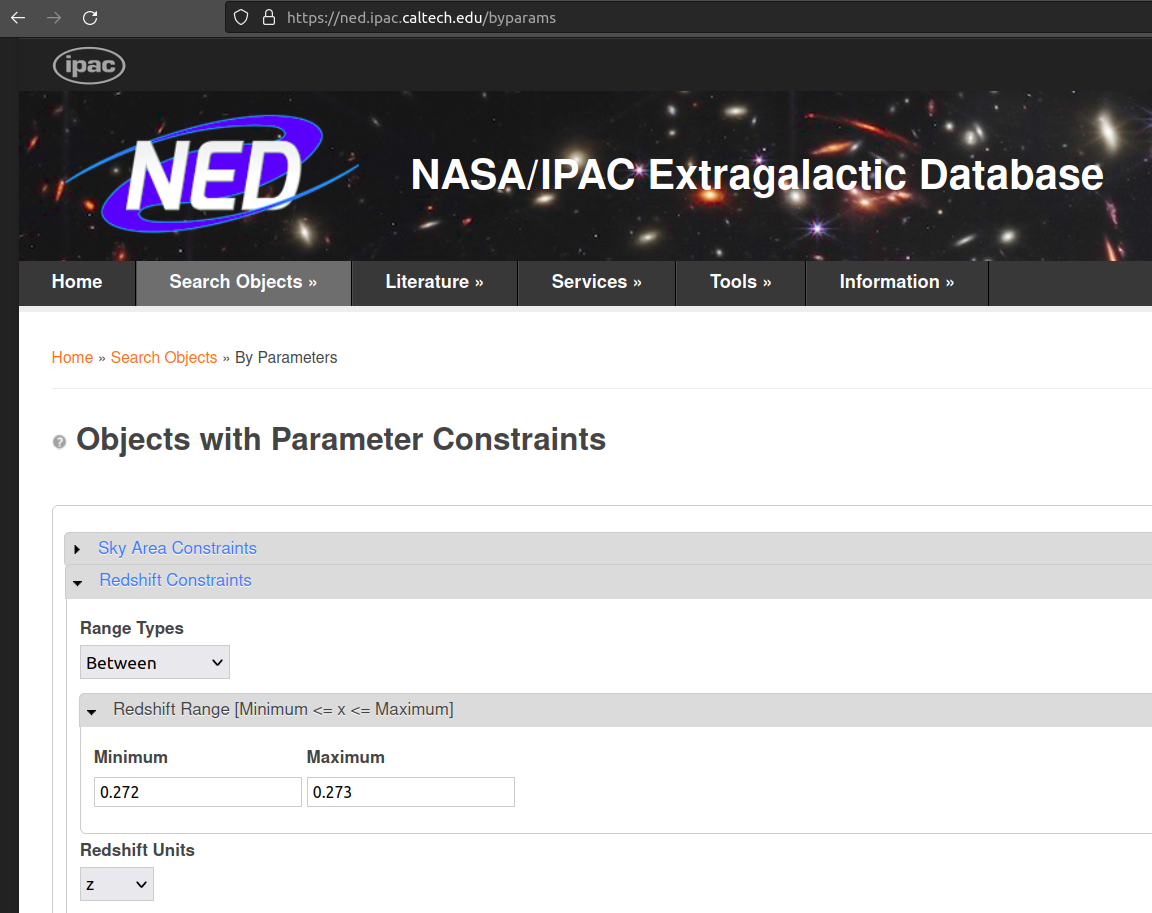 https://ned.ipac.caltech.edu/byparams
ipac
NED
NASA/IPAC Extragalactic Database
Home Search Objects » Literature » Services » Tools » Information »
Home » Search Objects » By Parameters
? Objects with Parameter Constraints
Sky Area Constraints
Redshift Constraints
Range Types
Between
Redshift Range [Minimum <= x <= Maximum]
Minimum Maximum
0.272 0.273
Redshift Units
z